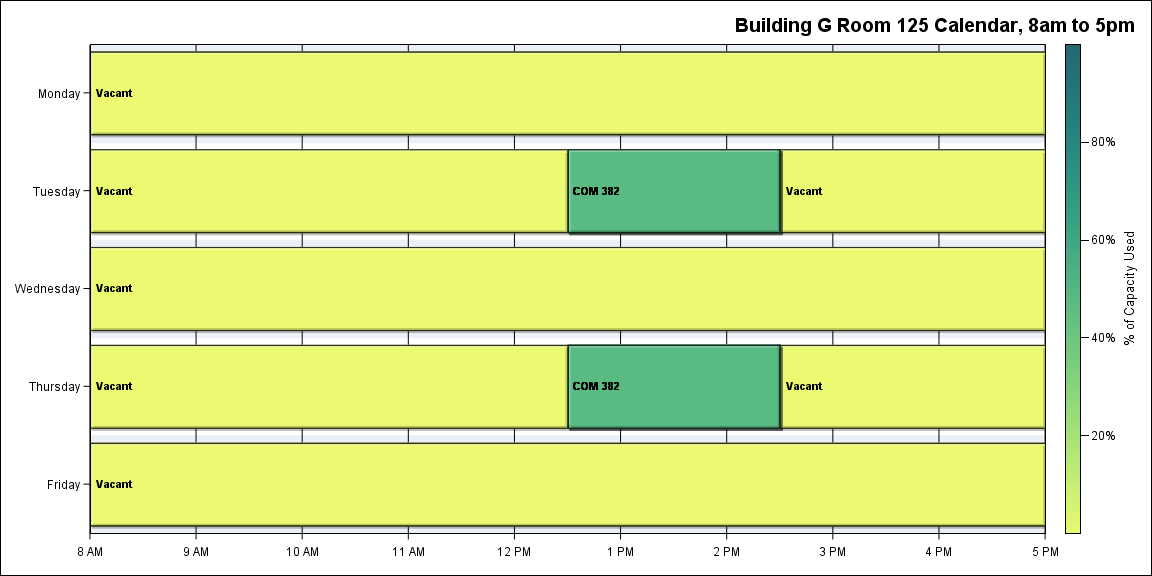 Building G Room 125 Calendar, 8am to 5pm
Monday
Vacant
Tuesday
Vacant
COM 382
Vacant
Wednesday
Vacant
Thursday
Vacant
COM 382
Vacant
Friday
Vacant
8 AM 9 AM 10 AM 11 AM 12 PM 1 PM 2 PM 3 PM 4 PM 5 PM
80%
60%
40%
20%
% of Capacity Used